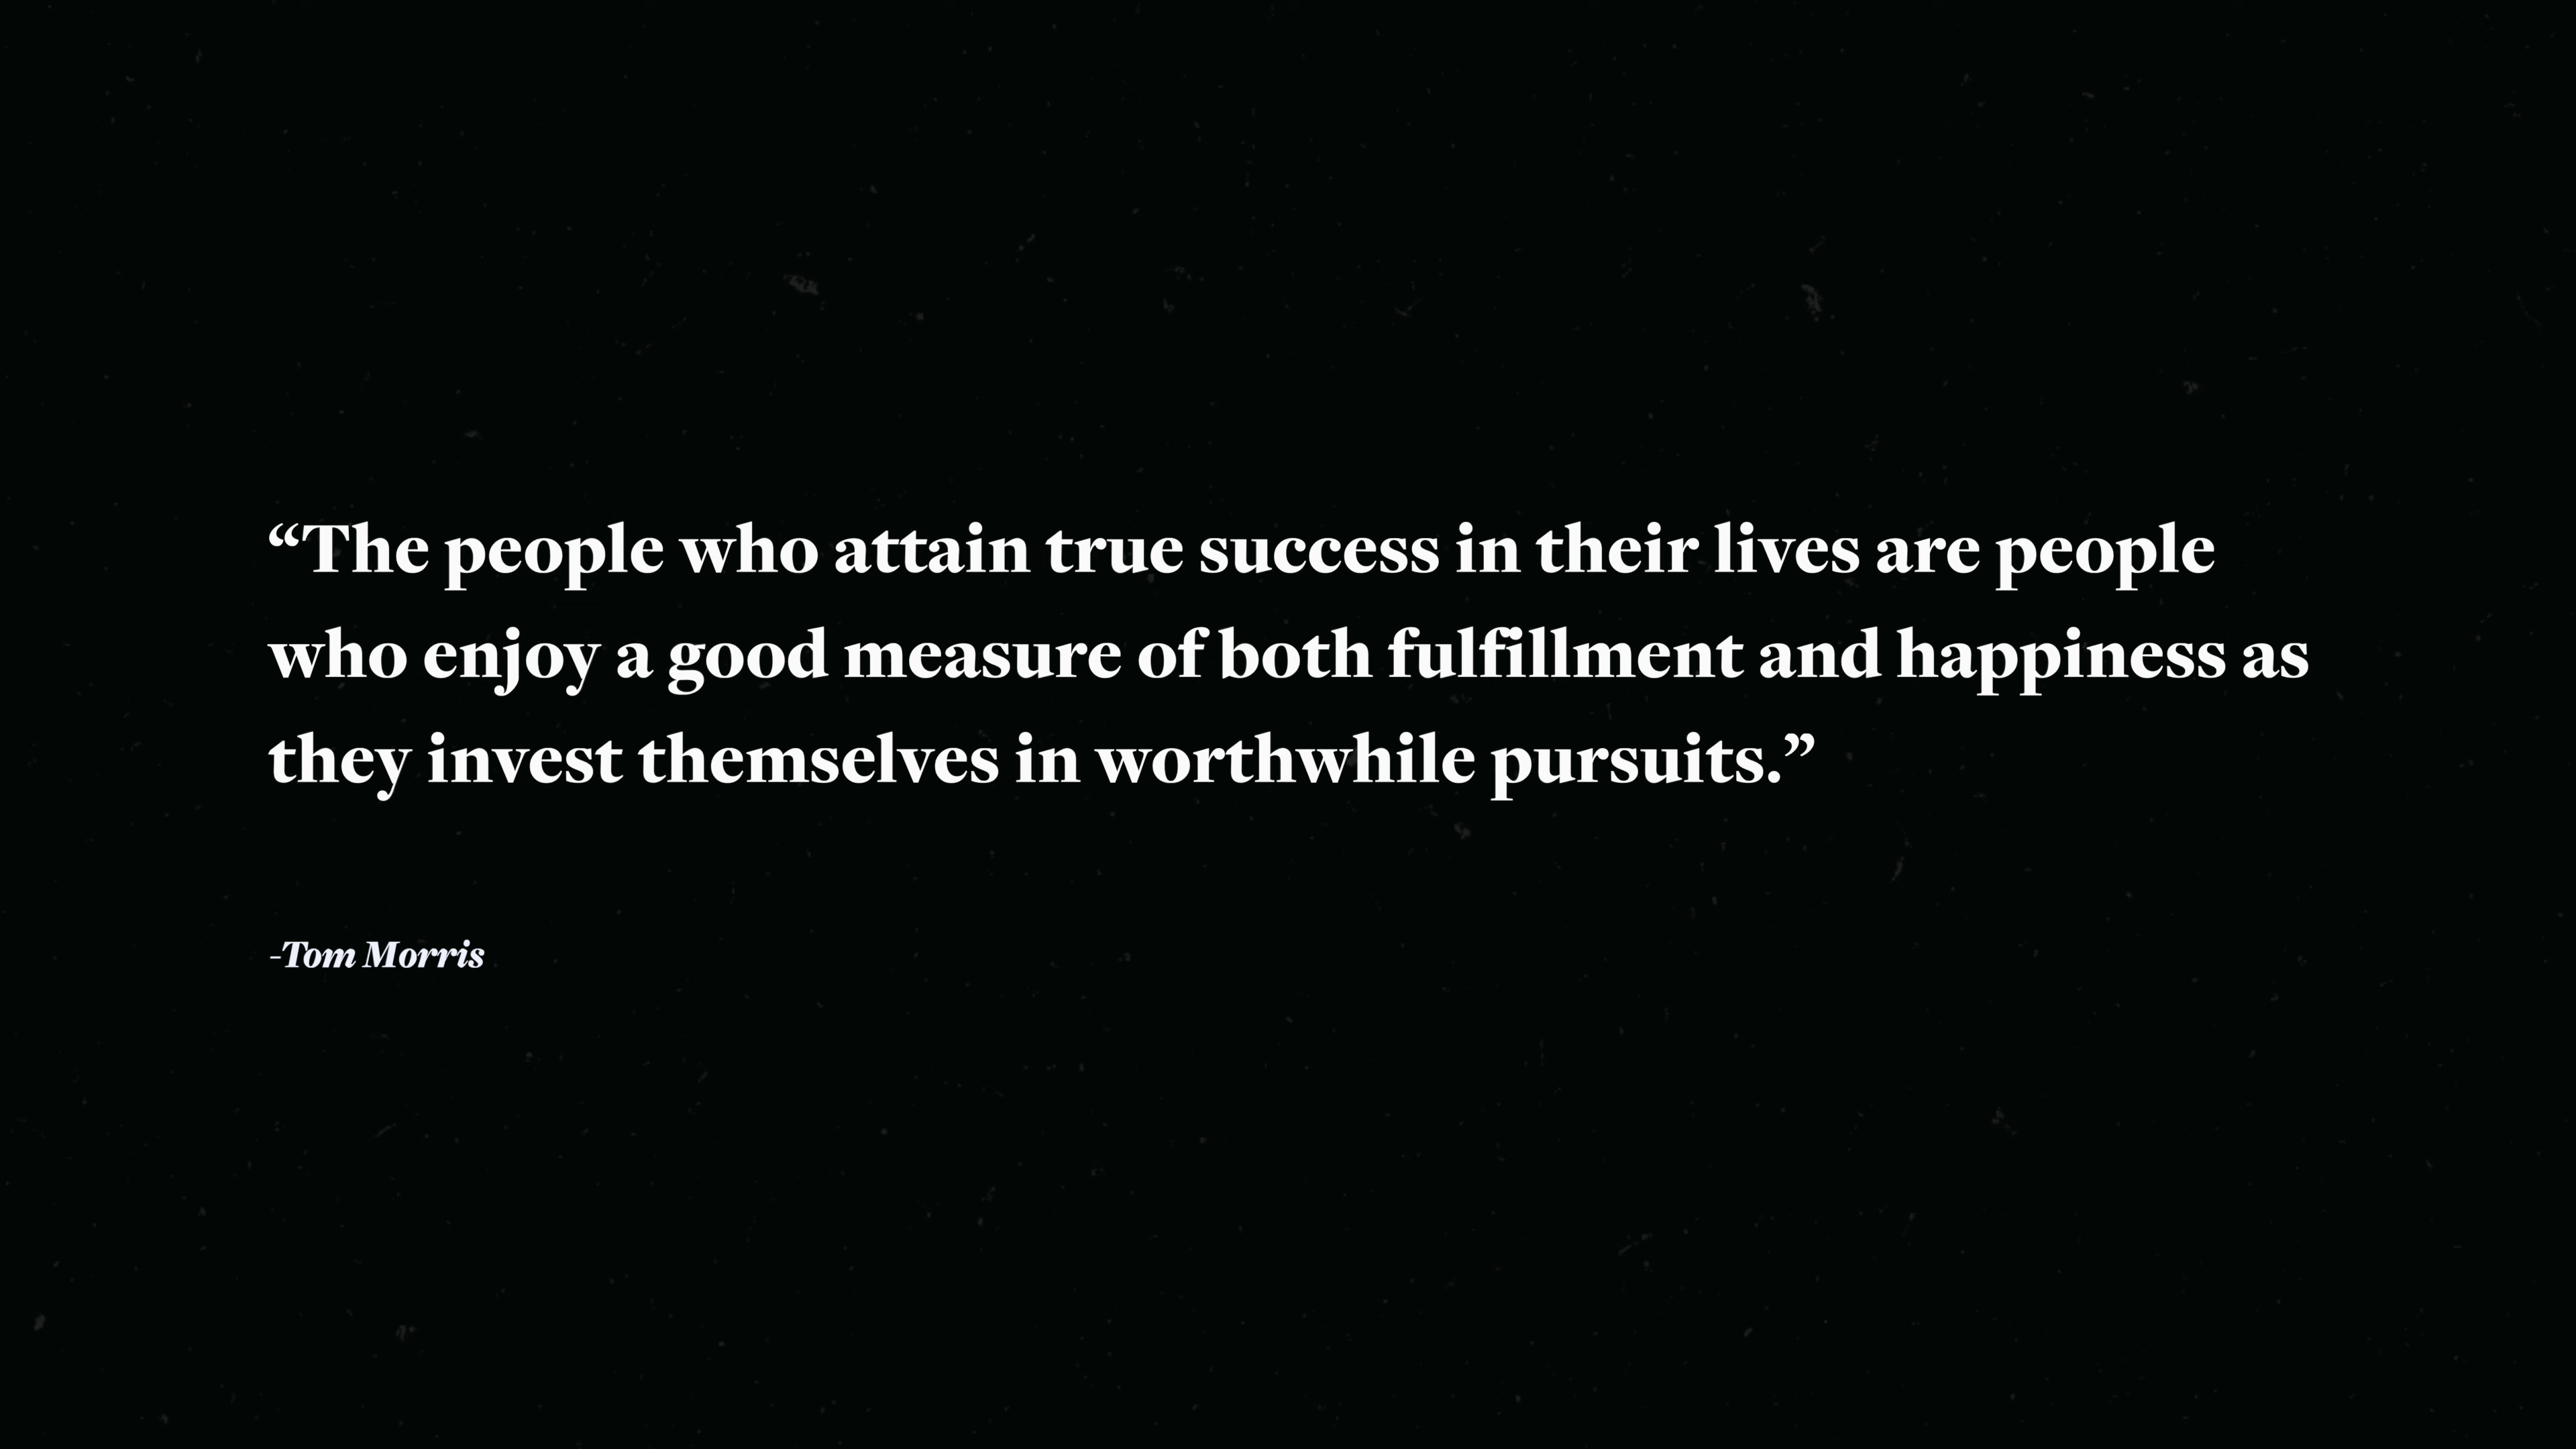 “The people who attain true success in their lives are people
who enjoy a good measure of both fulfillment and happiness as
they invest themselves in worthwhile pursuits.”
-Tom Morris